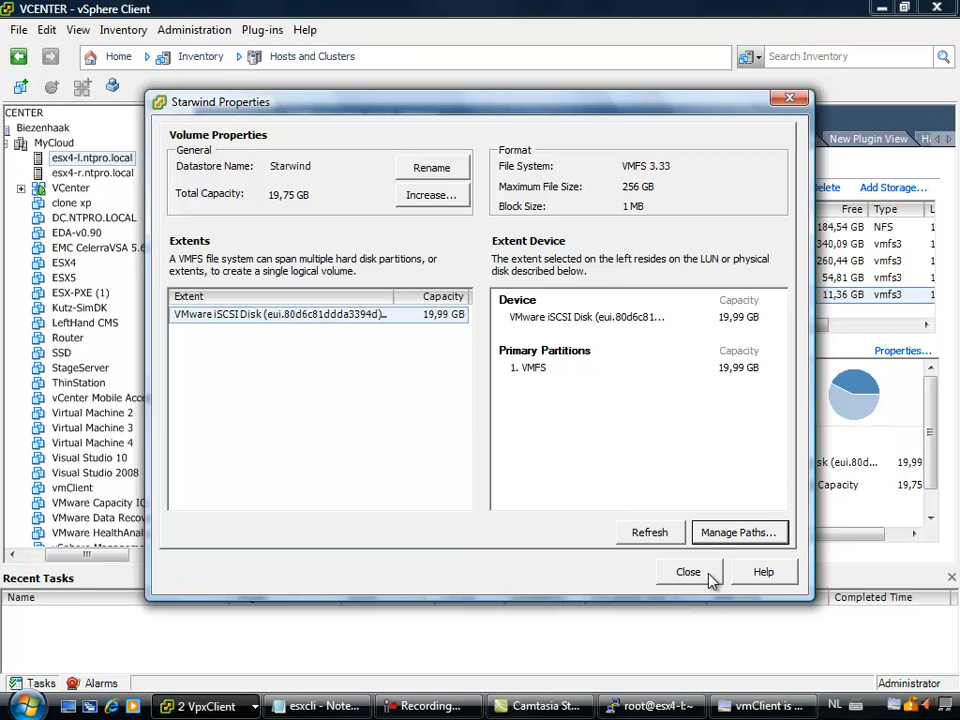 VCENTER - vSphere Client
File Edit View Inventory Administration Plug-ins Help
Home Inventory Hosts and Clusters
Search Inventory
CENTER
Biezenhaak
MyCloud
esx4-l.ntpro.local
esx4-r.ntpro.local
VCenter
clone xp
DC.NTPRO.LOCAL
EDA-v0.90
EMC CelerraVSA 5.6
ESX4
ESX5
ESX-PXE (1)
Kutz-SimDK
LeftHand CMS
Router
SSD
StageServer
ThinStation
vCenter Mobile Acce
Virtual Machine 2
Virtual Machine 3
Virtual Machine 4
Visual Studio 10
Visual Studio 2008
vmClient
VMware Capacity IQ
VMware Data Recov
VMware HealthAnal
Starwind Properties
Volume Properties
General
Datastore Name: Starwind
Rename
Total Capacity: 19,75 GB
Increase...
Format
File System: VMFS 3.33
Maximum File Size: 256 GB
Block Size: 1 MB
Extents
A VMFS file system can span multiple hard disk partitions, or
extents, to create a single logical volume.
Extent Capacity
VMware iSCSI Disk (eui.80d6c81ddda3394d)... 19,99 GB
Extent Device
The extent selected on the left resides on the LUN or physical
disk described below.
Device Capacity
VMware iSCSI Disk (eui.80d6c81... 19,99 GB
Primary Partitions Capacity
1. VMFS 19,99 GB
Refresh
Manage Paths...
Close
Help
New Plugin View
Delete Add Storage...
Free Type
184,54 GB NFS
340,09 GB vmfs3
260,44 GB vmfs3
54,81 GB vmfs3
11,36 GB vmfs3
Properties...
sk (eui.80d... 19,99
Capacity 19,75
Recent Tasks
Name
Completed Time
Tasks Alarms
Administrator
2 VpxClient
esxcli - Note...
Recording...
Camtasia St...
root@esx4-l:~
vmClient is ...
NL